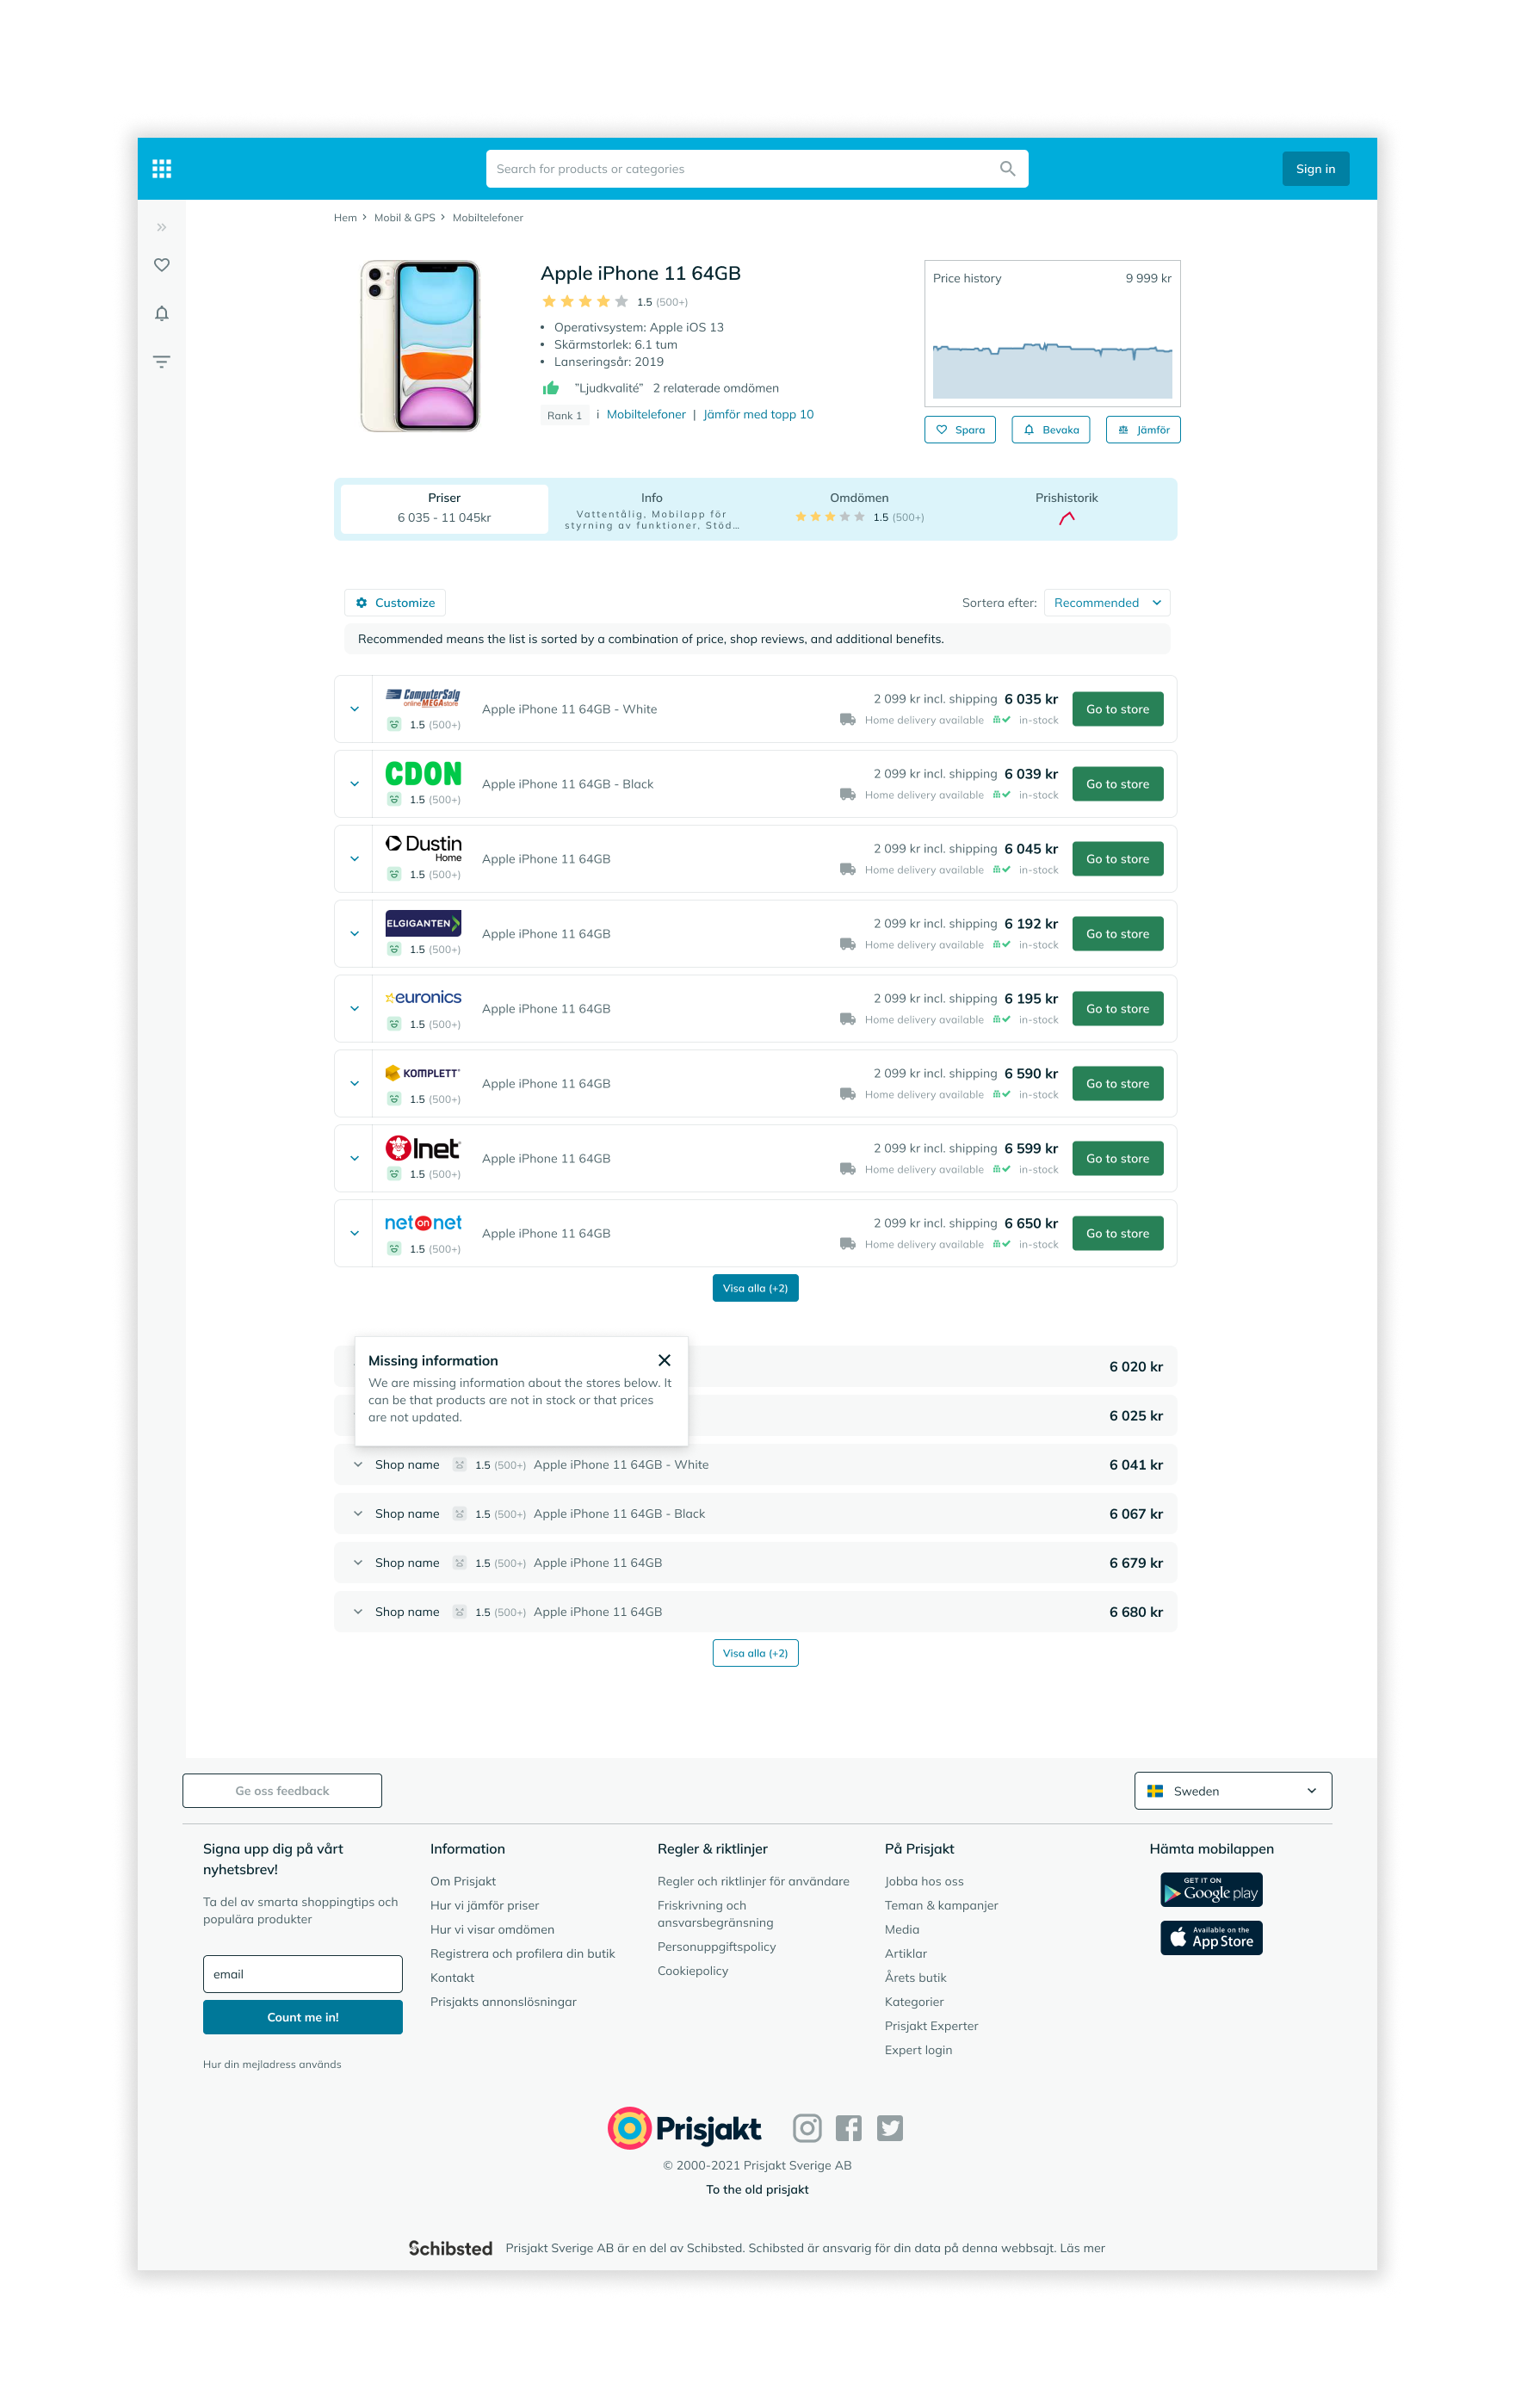 Search for products or categories
Sign in
Hem > Mobil & GPS > Mobiltelefoner
Apple iPhone 11 64GB
1.5 (500+)
• Operativsystem: Apple iOS 13
• Skärmstorlek: 6.1 tum
• Lanseringsår: 2019
"Ljudkvalité" 2 relaterade omdömen
Rank 1 i Mobiltelefoner | Jämför med topp 10
Price history 9 999 kr
Spara Bevaka Jämför
Priser
6 035 - 11 045kr
Info
Vattentålig, Mobilapp för
styrning av funktioner, Stöd...
Omdömen
1.5 (500+)
Prishistorik
Customize
Sortera efter: Recommended
Recommended means the list is sorted by a combination of price, shop reviews, and additional benefits.
ComputerSalg
online MEGAstore
1.5 (500+)
Apple iPhone 11 64GB - White
2 099 kr incl. shipping 6 035 kr
Home delivery available in-stock
Go to store
CDON
1.5 (500+)
Apple iPhone 11 64GB - Black
2 099 kr incl. shipping 6 039 kr
Home delivery available in-stock
Go to store
Dustin
Home
1.5 (500+)
Apple iPhone 11 64GB
2 099 kr incl. shipping 6 045 kr
Home delivery available in-stock
Go to store
ELGIGANTEN
1.5 (500+)
Apple iPhone 11 64GB
2 099 kr incl. shipping 6 192 kr
Home delivery available in-stock
Go to store
euronics
1.5 (500+)
Apple iPhone 11 64GB
2 099 kr incl. shipping 6 195 kr
Home delivery available in-stock
Go to store
KOMPLETT
1.5 (500+)
Apple iPhone 11 64GB
2 099 kr incl. shipping 6 590 kr
Home delivery available in-stock
Go to store
Inet
1.5 (500+)
Apple iPhone 11 64GB
2 099 kr incl. shipping 6 599 kr
Home delivery available in-stock
Go to store
net on net
1.5 (500+)
Apple iPhone 11 64GB
2 099 kr incl. shipping 6 650 kr
Home delivery available in-stock
Go to store
Visa alla (+2)
Missing information
We are missing information about the stores below. It
can be that products are not in stock or that prices
are not updated.
6 020 kr
6 025 kr
Shop name 1.5 (500+) Apple iPhone 11 64GB - White 6 041 kr
Shop name 1.5 (500+) Apple iPhone 11 64GB - Black 6 067 kr
Shop name 1.5 (500+) Apple iPhone 11 64GB 6 679 kr
Shop name 1.5 (500+) Apple iPhone 11 64GB 6 680 kr
Visa alla (+2)
Ge oss feedback
Sweden
Signa upp dig på vårt
nyhetsbrev!
Ta del av smarta shoppingtips och
populära produkter
email
Count me in!
Hur din mejladress används
Information
Om Prisjakt
Hur vi jämför priser
Hur vi visar omdömen
Registrera och profilera din butik
Kontakt
Prisjakts annonslösningar
Regler & riktlinjer
Regler och riktlinjer för användare
Friskrivning och
ansvarsbegränsning
Personuppgiftspolicy
Cookiepolicy
På Prisjakt
Jobba hos oss
Teman & kampanjer
Media
Artiklar
Årets butik
Kategorier
Prisjakt Experter
Expert login
Hämta mobilappen
GET IT ON
Google play
Available on the
App Store
Prisjakt
© 2000-2021 Prisjakt Sverige AB
To the old prisjakt
Schibsted Prisjakt Sverige AB är en del av Schibsted. Schibsted är ansvarig för din data på denna webbsajt. Läs mer